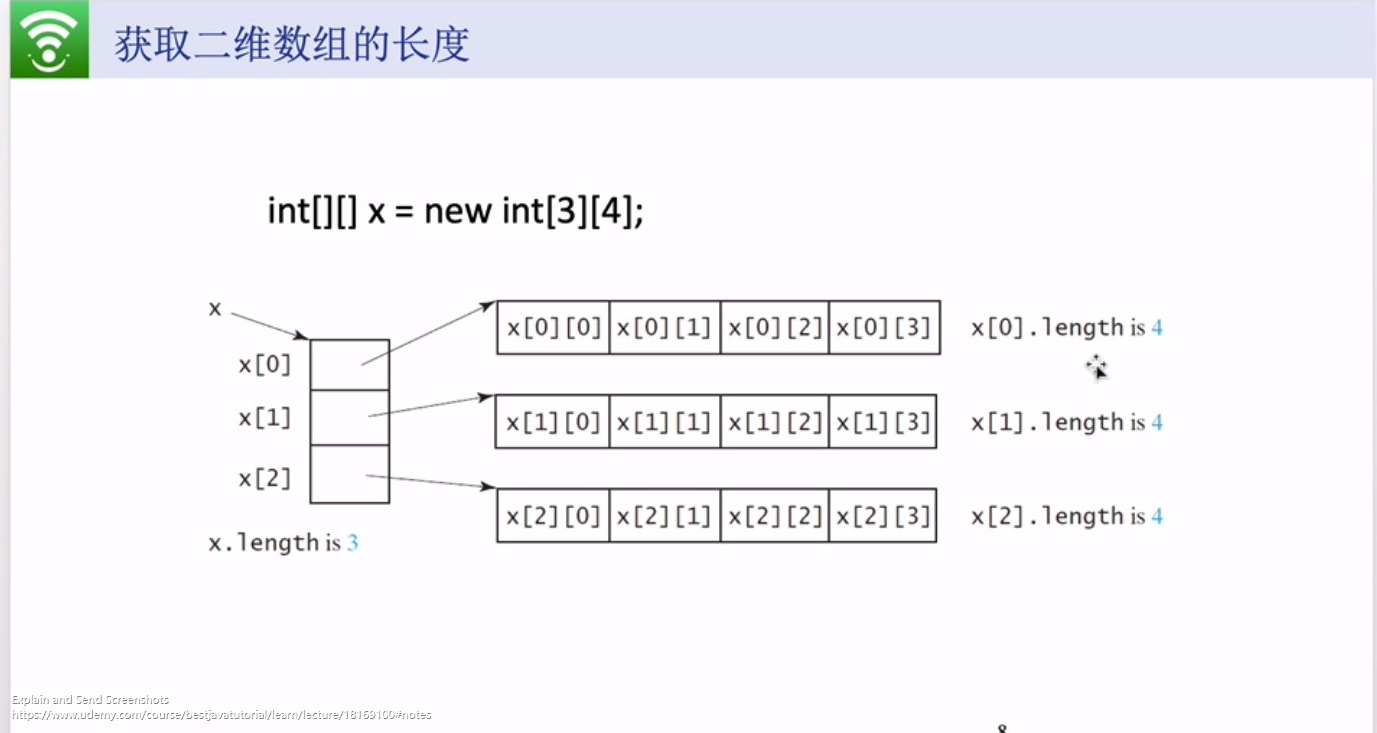 获取二维数组的长度
int[][] x = new int[3][4];
x
x[0]
x[1]
x[2]
x.length is 3
x[0][0] x[0][1] x[0][2] x[0][3] x[0].length is 4
x[1][0] x[1][1] x[1][2] x[1][3] x[1].length is 4
x[2][0] x[2][1] x[2][2] x[2][3] x[2].length is 4
Explain and Send Screenshots
https://www.udemy.com/course/bestjavatutorial/learn/lecture/18169100#notes
8